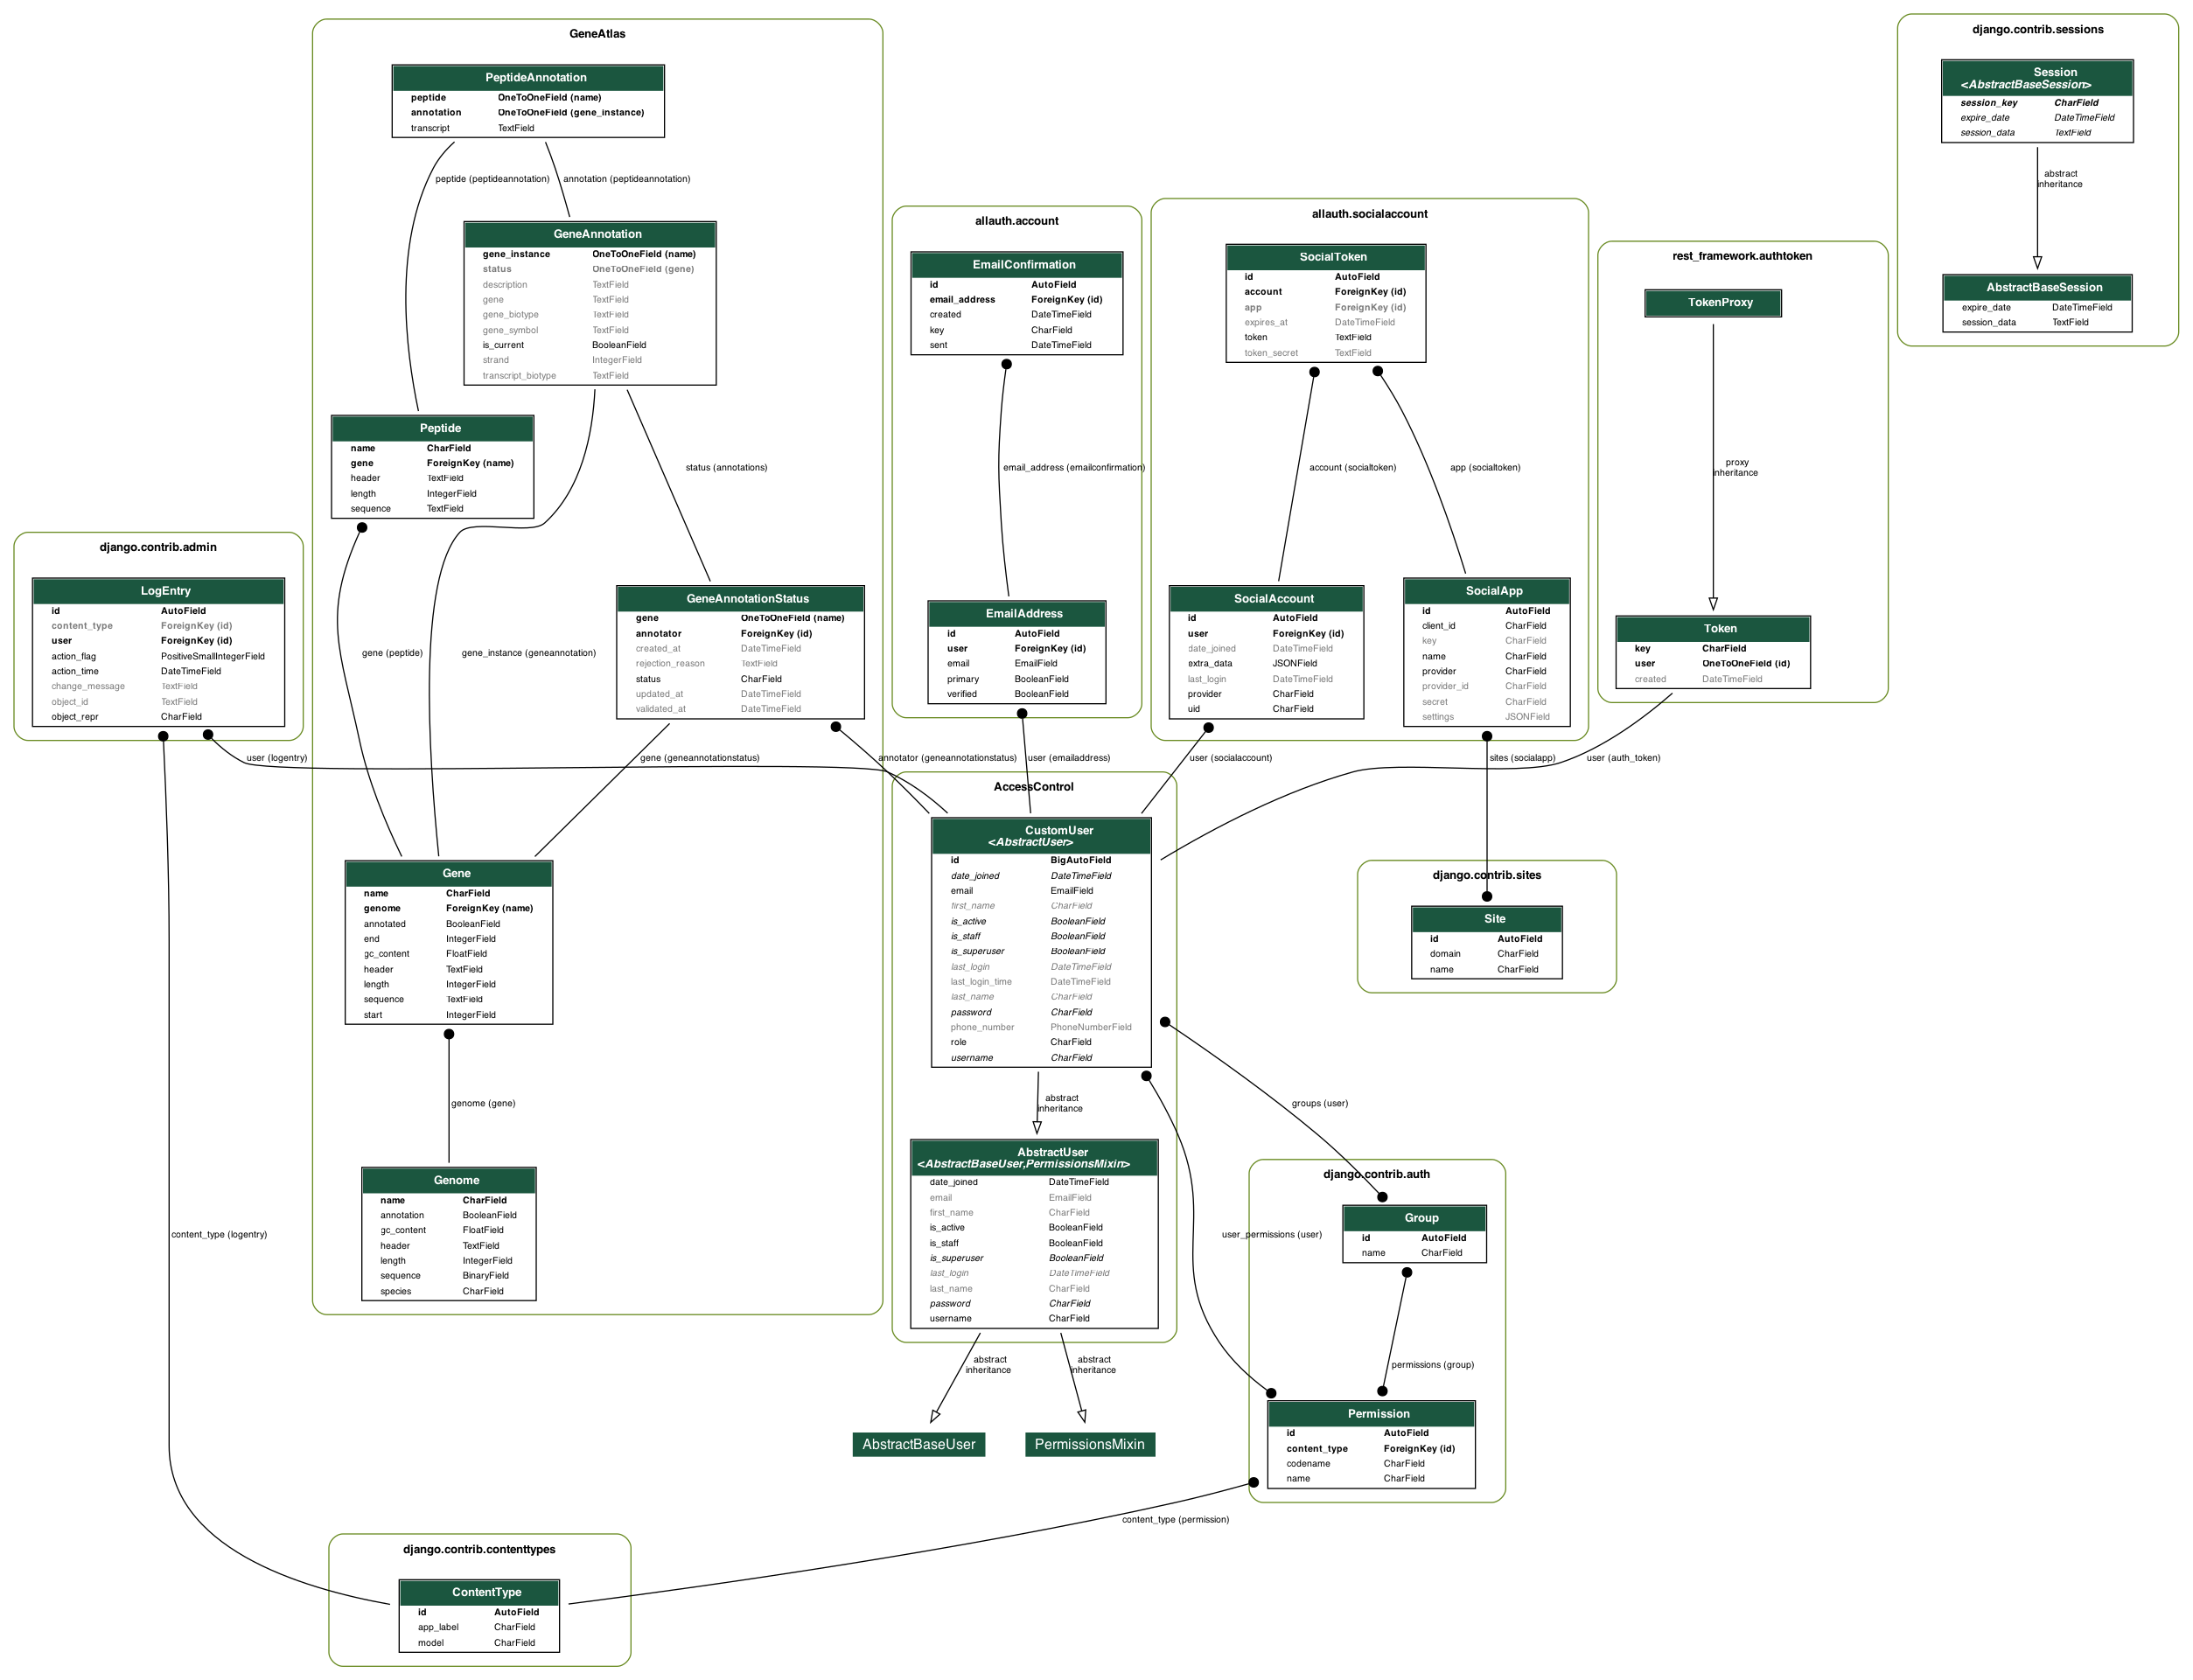 GeneAtlas
PeptideAnnotation
peptide OneToOneField (name)
annotation OneToOneField (gene_instance)
transcript TextField
peptide (peptideannotation)
annotation (peptideannotation)
GeneAnnotation
gene_instance OneToOneField (name)
status OneToOneField (gene)
description TextField
gene TextField
gene_biotype TextField
gene_symbol TextField
is_current BooleanField
strand IntegerField
transcript_biotype TextField
Peptide
name CharField
gene ForeignKey (name)
header TextField
length IntegerField
sequence TextField
status (annotations)
GeneAnnotationStatus
gene OneToOneField (name)
annotator ForeignKey (id)
created_at DateTimeField
rejection_reason TextField
status CharField
updated_at DateTimeField
validated_at DateTimeField
gene (peptide)
gene_instance (geneannotation)
gene (geneannotationstatus)
Gene
name CharField
genome ForeignKey (name)
annotated BooleanField
end IntegerField
gc_content FloatField
header TextField
length IntegerField
sequence TextField
start IntegerField
genome (gene)
Genome
name CharField
annotation BooleanField
gc_content FloatField
header TextField
length IntegerField
sequence BinaryField
species CharField
django.contrib.admin
LogEntry
id AutoField
content_type ForeignKey (id)
user ForeignKey (id)
action_flag PositiveSmallIntegerField
action_time DateTimeField
change_message TextField
object_id TextField
object_repr CharField
user (logentry)
content_type (logentry)
allauth.account
EmailConfirmation
id AutoField
email_address ForeignKey (id)
created DateTimeField
key CharField
sent DateTimeField
email_address (emailconfirmation)
EmailAddress
id AutoField
user ForeignKey (id)
email EmailField
primary BooleanField
verified BooleanField
annotator (geneannotationstatus)
user (emailaddress)
allauth.socialaccount
SocialToken
id AutoField
account ForeignKey (id)
app ForeignKey (id)
expires_at DateTimeField
token TextField
token_secret TextField
account (socialtoken)
app (socialtoken)
SocialAccount
id AutoField
user ForeignKey (id)
date_joined DateTimeField
extra_data JSONField
last_login DateTimeField
provider CharField
uid CharField
SocialApp
id AutoField
client_id CharField
key CharField
name CharField
provider CharField
provider_id CharField
secret CharField
settings JSONField
user (socialaccount)
sites (socialapp)
user (auth_token)
rest_framework.authtoken
TokenProxy
proxy
inheritance
Token
key CharField
user OneToOneField (id)
created DateTimeField
django.contrib.sessions
Session
<AbstractBaseSession>
session_key CharField
expire_date DateTimeField
session_data TextField
abstract
inheritance
AbstractBaseSession
expire_date DateTimeField
session_data TextField
AccessControl
CustomUser
<AbstractUser>
id BigAutoField
date_joined DateTimeField
email EmailField
first_name CharField
is_active BooleanField
is_staff BooleanField
is_superuser BooleanField
last_login DateTimeField
last_login_time DateTimeField
last_name CharField
password CharField
phone_number PhoneNumberField
role CharField
username CharField
abstract
inheritance
AbstractUser
<AbstractBaseUser,PermissionsMixin>
date_joined DateTimeField
email EmailField
first_name CharField
is_active BooleanField
is_staff BooleanField
is_superuser BooleanField
last_login DateTimeField
last_name CharField
password CharField
username CharField
abstract
inheritance
abstract
inheritance
AbstractBaseUser
PermissionsMixin
django.contrib.sites
Site
id AutoField
domain CharField
name CharField
groups (user)
user_permissions (user)
django.contrib.auth
Group
id AutoField
name CharField
permissions (group)
Permission
id AutoField
content_type ForeignKey (id)
codename CharField
name CharField
content_type (permission)
django.contrib.contenttypes
ContentType
id AutoField
app_label CharField
model CharField